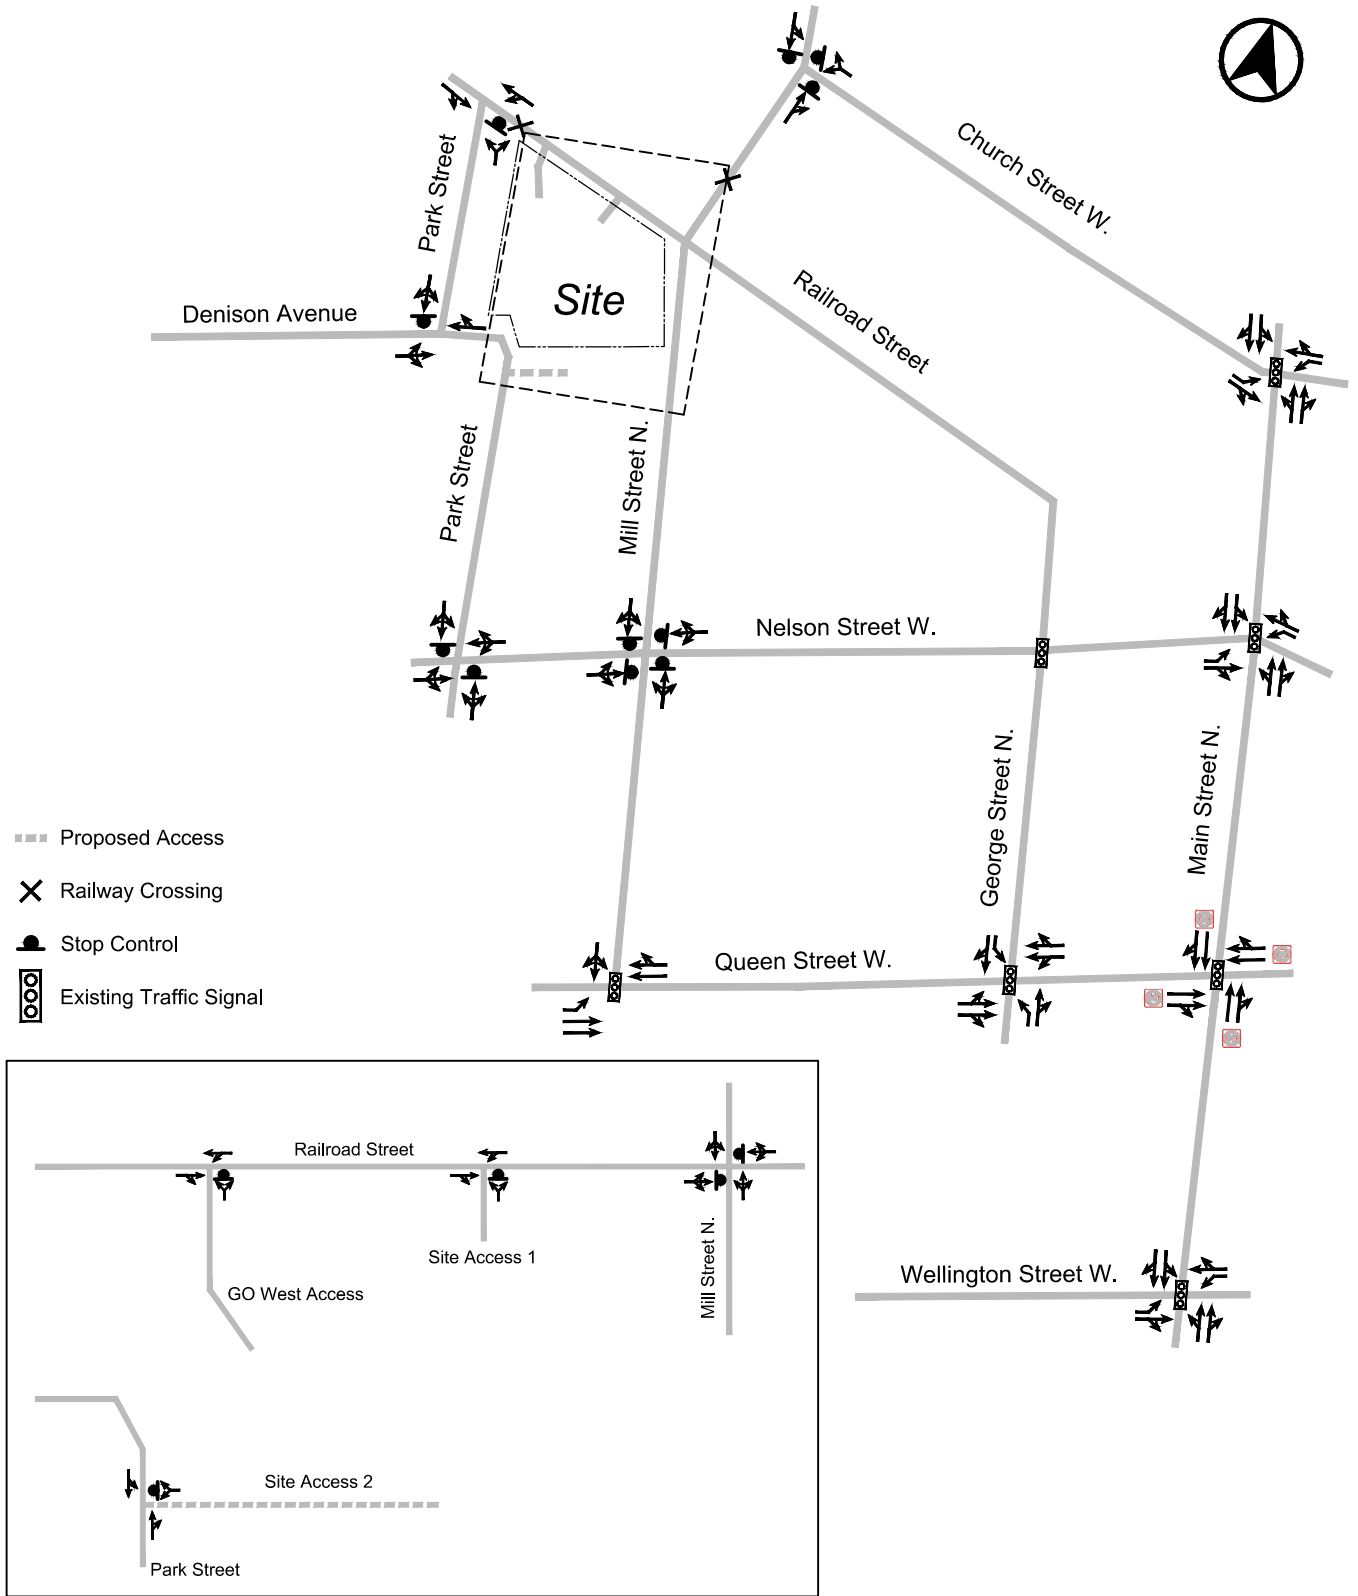 Church Street W.
Park Street
Denison Avenue
Site
Railroad Street
Park Street
Mill Street N.
Nelson Street W.
George Street N.
Main Street N.
Proposed Access
Railway Crossing
Stop Control
Existing Traffic Signal
Queen Street W.
Railroad Street
Site Access 1
GO West Access
Mill Street N.
Wellington Street W.
Site Access 2
Park Street